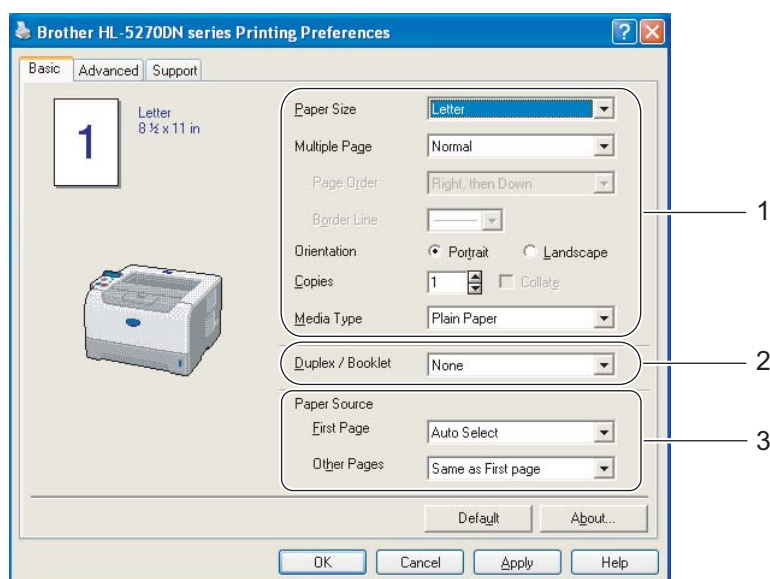 Brother HL-5270DN series Printing Preferences
Basic Advanced Support
1
Letter
8 ½ x 11 in
Paper Size Letter
Multiple Page Normal
Page Order Right, then Down
Border Line
Orientation Portrait Landscape
Copies 1 Collate
Media Type Plain Paper
1
Duplex / Booklet None
2
Paper Source
First Page Auto Select
Other Pages Same as First page
3
Default About...
OK Cancel Apply Help